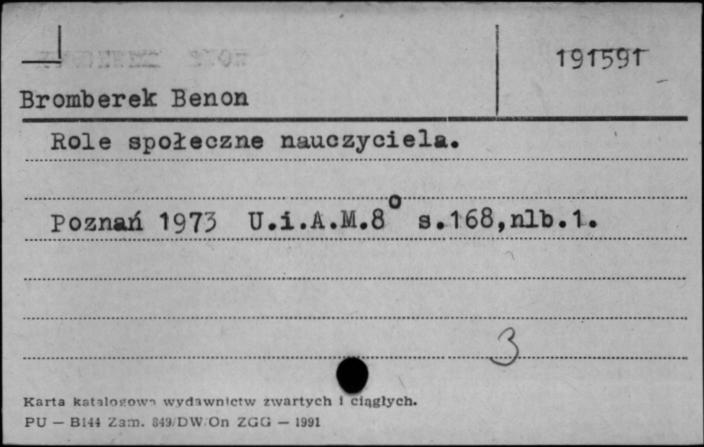 191591
Bromberek Benon
Role społeczne nauczyciela.
Poznań 1973 U.i.A.M.8° s.168,nlb.1.
3
Karta katalogowa wydawnictw zwartych i ciągłych.
PU — B144 Zam. 849/DW/On ZGG — 1991